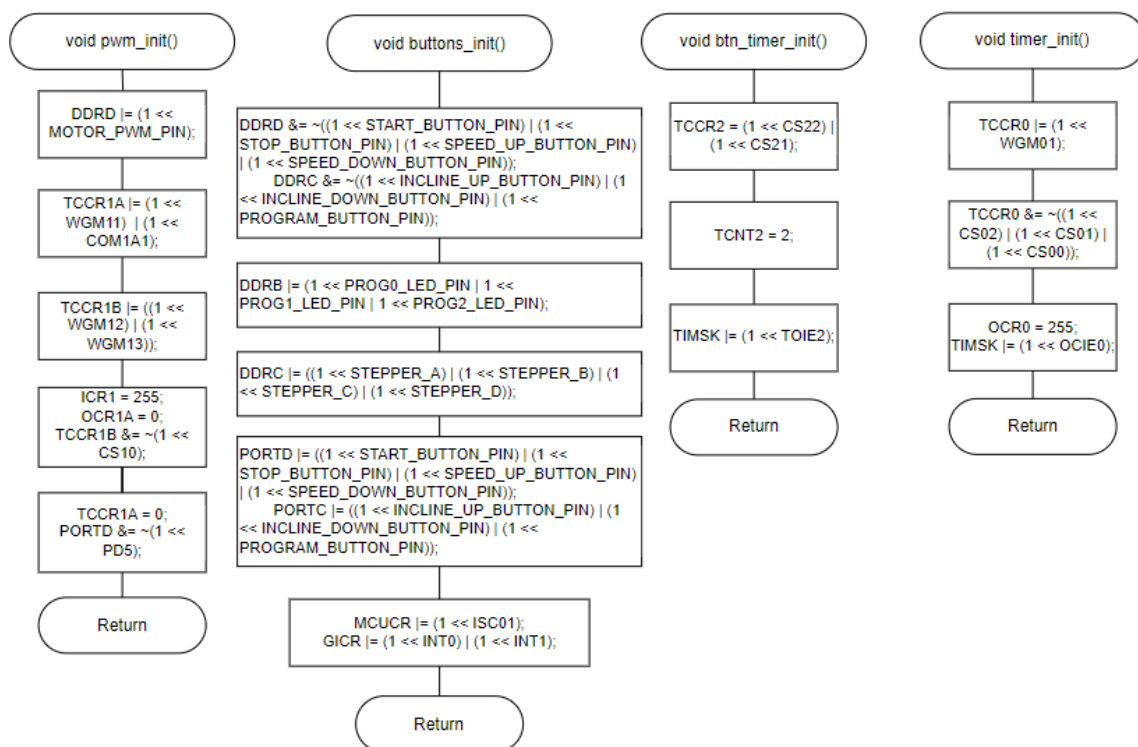 void pwm_init()
DDRD |= (1 <<
MOTOR_PWM_PIN);
TCCR1A |= (1 <<
WGM11) | (1 <<
COM1A1);
TCCR1B |= ((1 <<
WGM12) | (1 <<
WGM13));
ICR1 = 255;
OCR1A = 0;
TCCR1B &= ~(1 <<
CS10);
TCCR1A = 0;
PORTD &= ~(1 <<
PD5);
Return
void buttons_init()
DDRD &= ~((1 << START_BUTTON_PIN) | (1 <<
STOP_BUTTON_PIN) | (1 << SPEED_UP_BUTTON_PIN)
| (1 << SPEED_DOWN_BUTTON_PIN));
DDRC &= ~((1 << INCLINE_UP_BUTTON_PIN) | (1
<< INCLINE_DOWN_BUTTON_PIN) | (1 <<
PROGRAM_BUTTON_PIN));
DDRB |= (1 << PROG0_LED_PIN | 1 <<
PROG1_LED_PIN | 1 << PROG2_LED_PIN);
DDRC |= ((1 << STEPPER_A) | (1 << STEPPER_B) | (1
<< STEPPER_C) | (1 << STEPPER_D));
PORTD |= ((1 << START_BUTTON_PIN) | (1 <<
STOP_BUTTON_PIN) | (1 << SPEED_UP_BUTTON_PIN)
| (1 << SPEED_DOWN_BUTTON_PIN));
PORTC |= ((1 << INCLINE_UP_BUTTON_PIN) | (1
<< INCLINE_DOWN_BUTTON_PIN) | (1 <<
PROGRAM_BUTTON_PIN));
MCUCR |= (1 << ISC01);
GICR |= (1 << INT0) | (1 << INT1);
Return
void btn_timer_init()
TCCR2 = (1 << CS22) |
(1 << CS21);
TCNT2 = 2;
TIMSK |= (1 << TOIE2);
Return
void timer_init()
TCCR0 |= (1 <<
WGM01);
TCCR0 &= ~((1 <<
CS02) | (1 << CS01) |
(1 << CS00));
OCR0 = 255;
TIMSK |= (1 << OCIE0);
Return